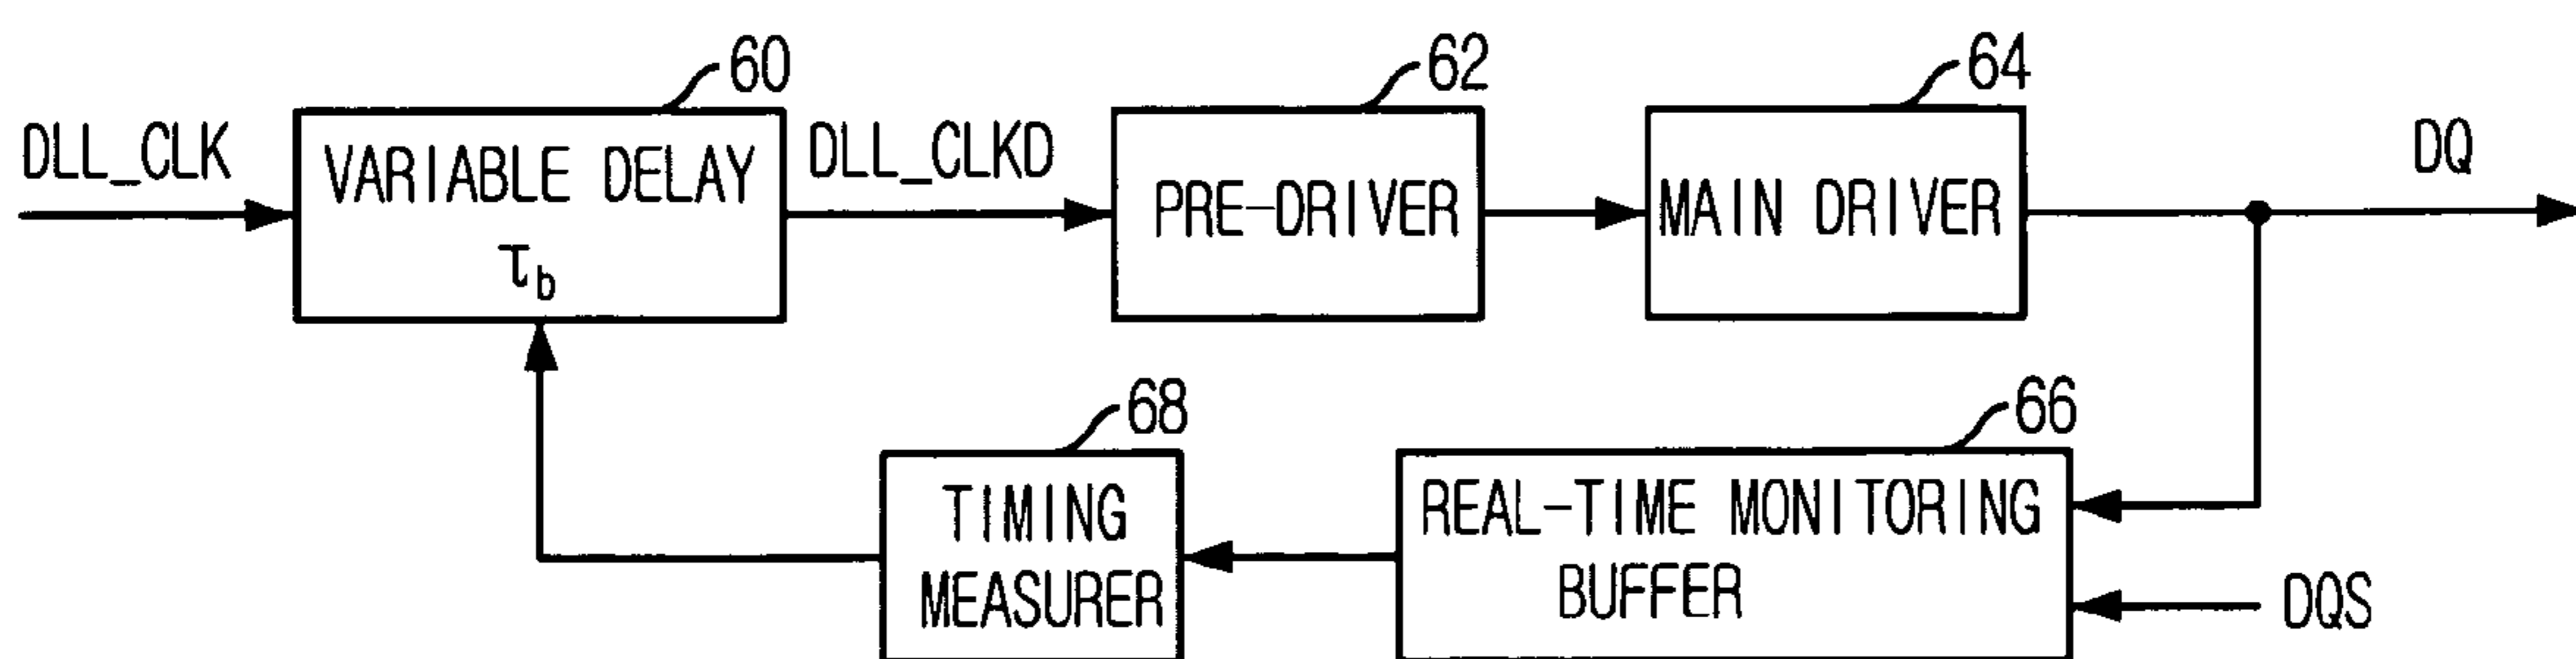 60
62
64
DLL_CLK
VARIABLE DELAY
τb
DLL_CLKD
PRE-DRIVER
MAIN DRIVER
DQ
68
66
TIMING
MEASURER
REAL-TIME MONITORING
BUFFER
DQS